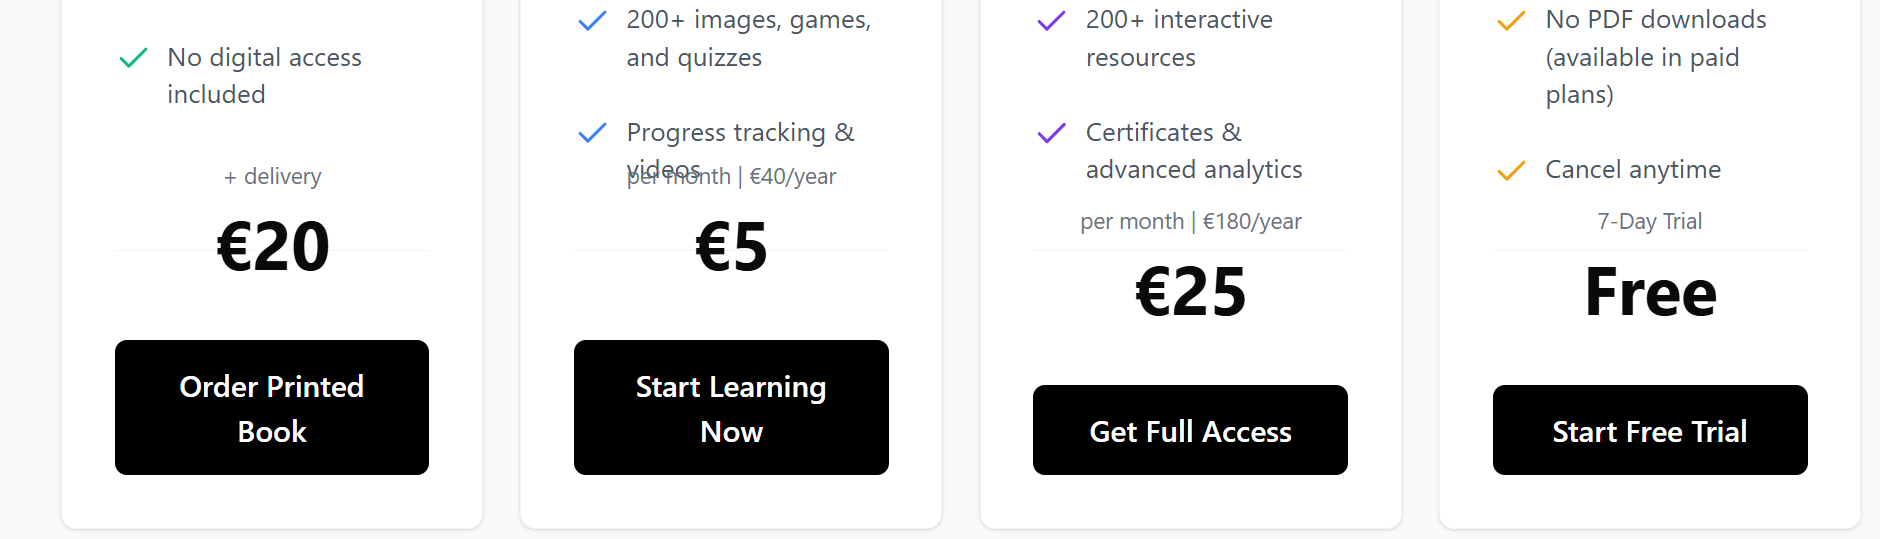 No digital access
included
+ delivery
€20
Order Printed
Book
200+ images, games,
and quizzes
Progress tracking &
videos
per month | €40/year
€5
Start Learning
Now
200+ interactive
resources
Certificates &
advanced analytics
per month | €180/year
€25
Get Full Access
No PDF downloads
(available in paid
plans)
Cancel anytime
7-Day Trial
Free
Start Free Trial